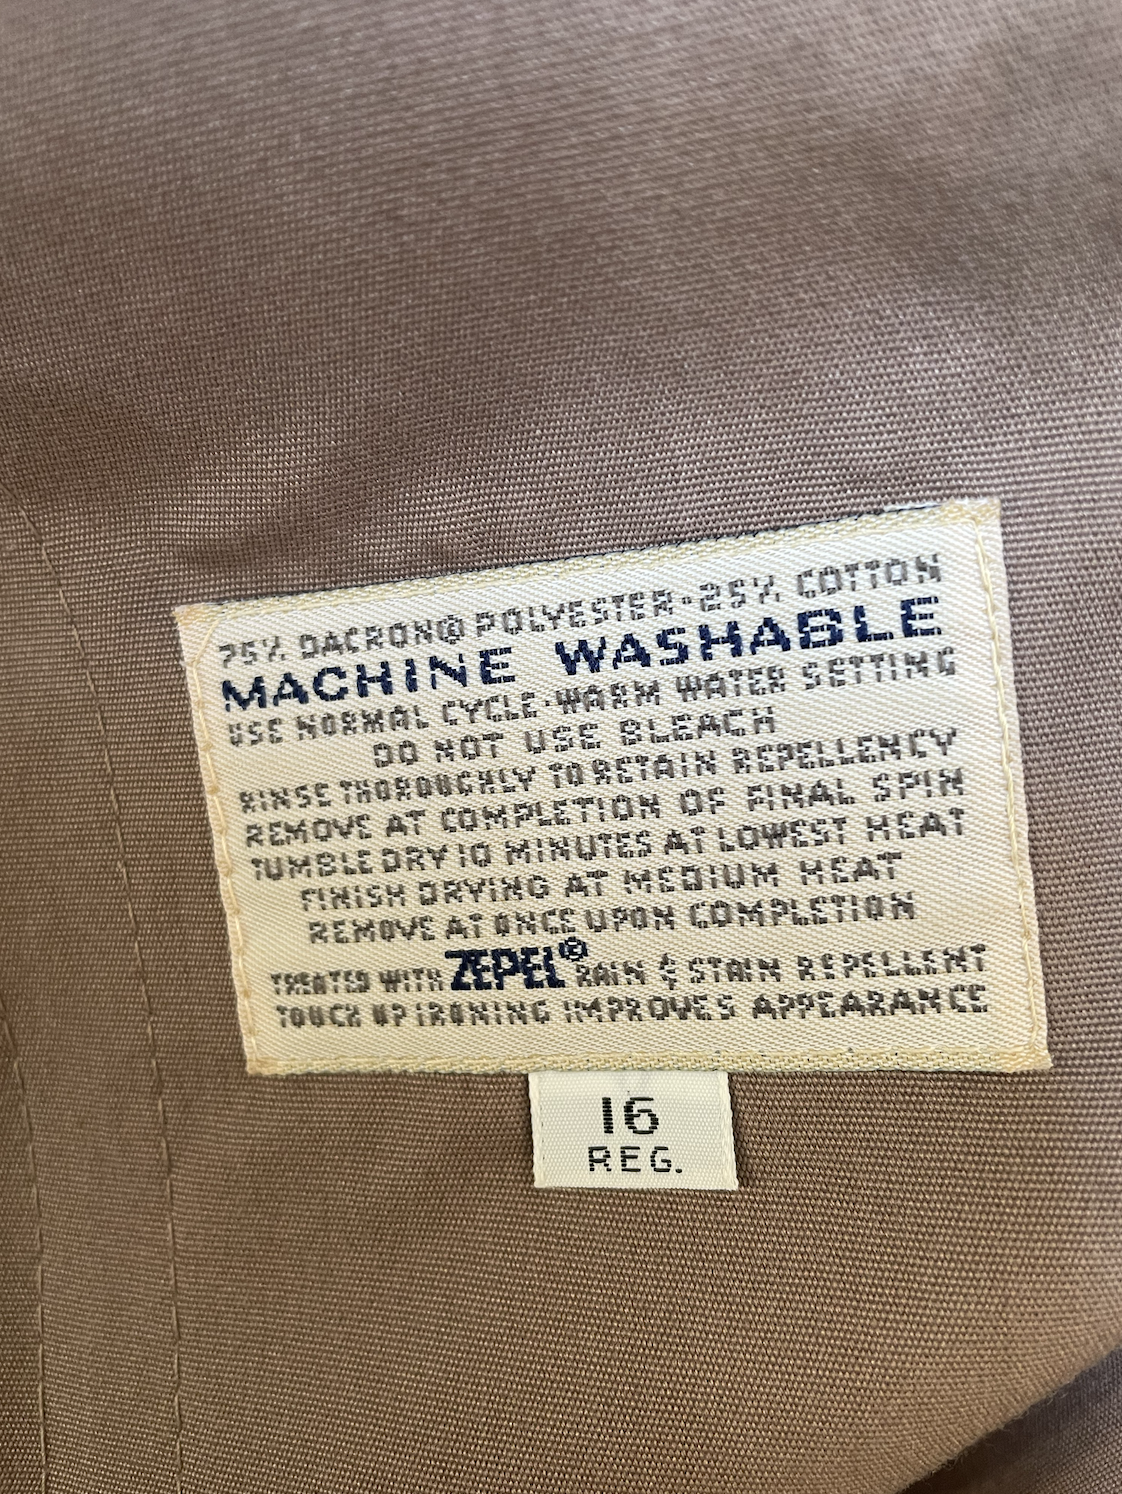 75% DACRON® POLYESTER·25% COTTON
MACHINE WASHABLE
USE NORMAL CYCLE·WARM WATER SETTING
DO NOT USE BLEACH
RINSE THOROUGHLY TO RETAIN REPELLENCY
REMOVE AT COMPLETION OF FINAL SPIN
TUMBLE DRY 10 MINUTES AT LOWEST HEAT
FINISH DRYING AT MEDIUM HEAT
REMOVE AT ONCE UPON COMPLETION
TREATED WITH ZEPEL® RAIN & STAIN REPELLENT
TOUCH UP IRONING IMPROVES APPEARANCE
16
REG.